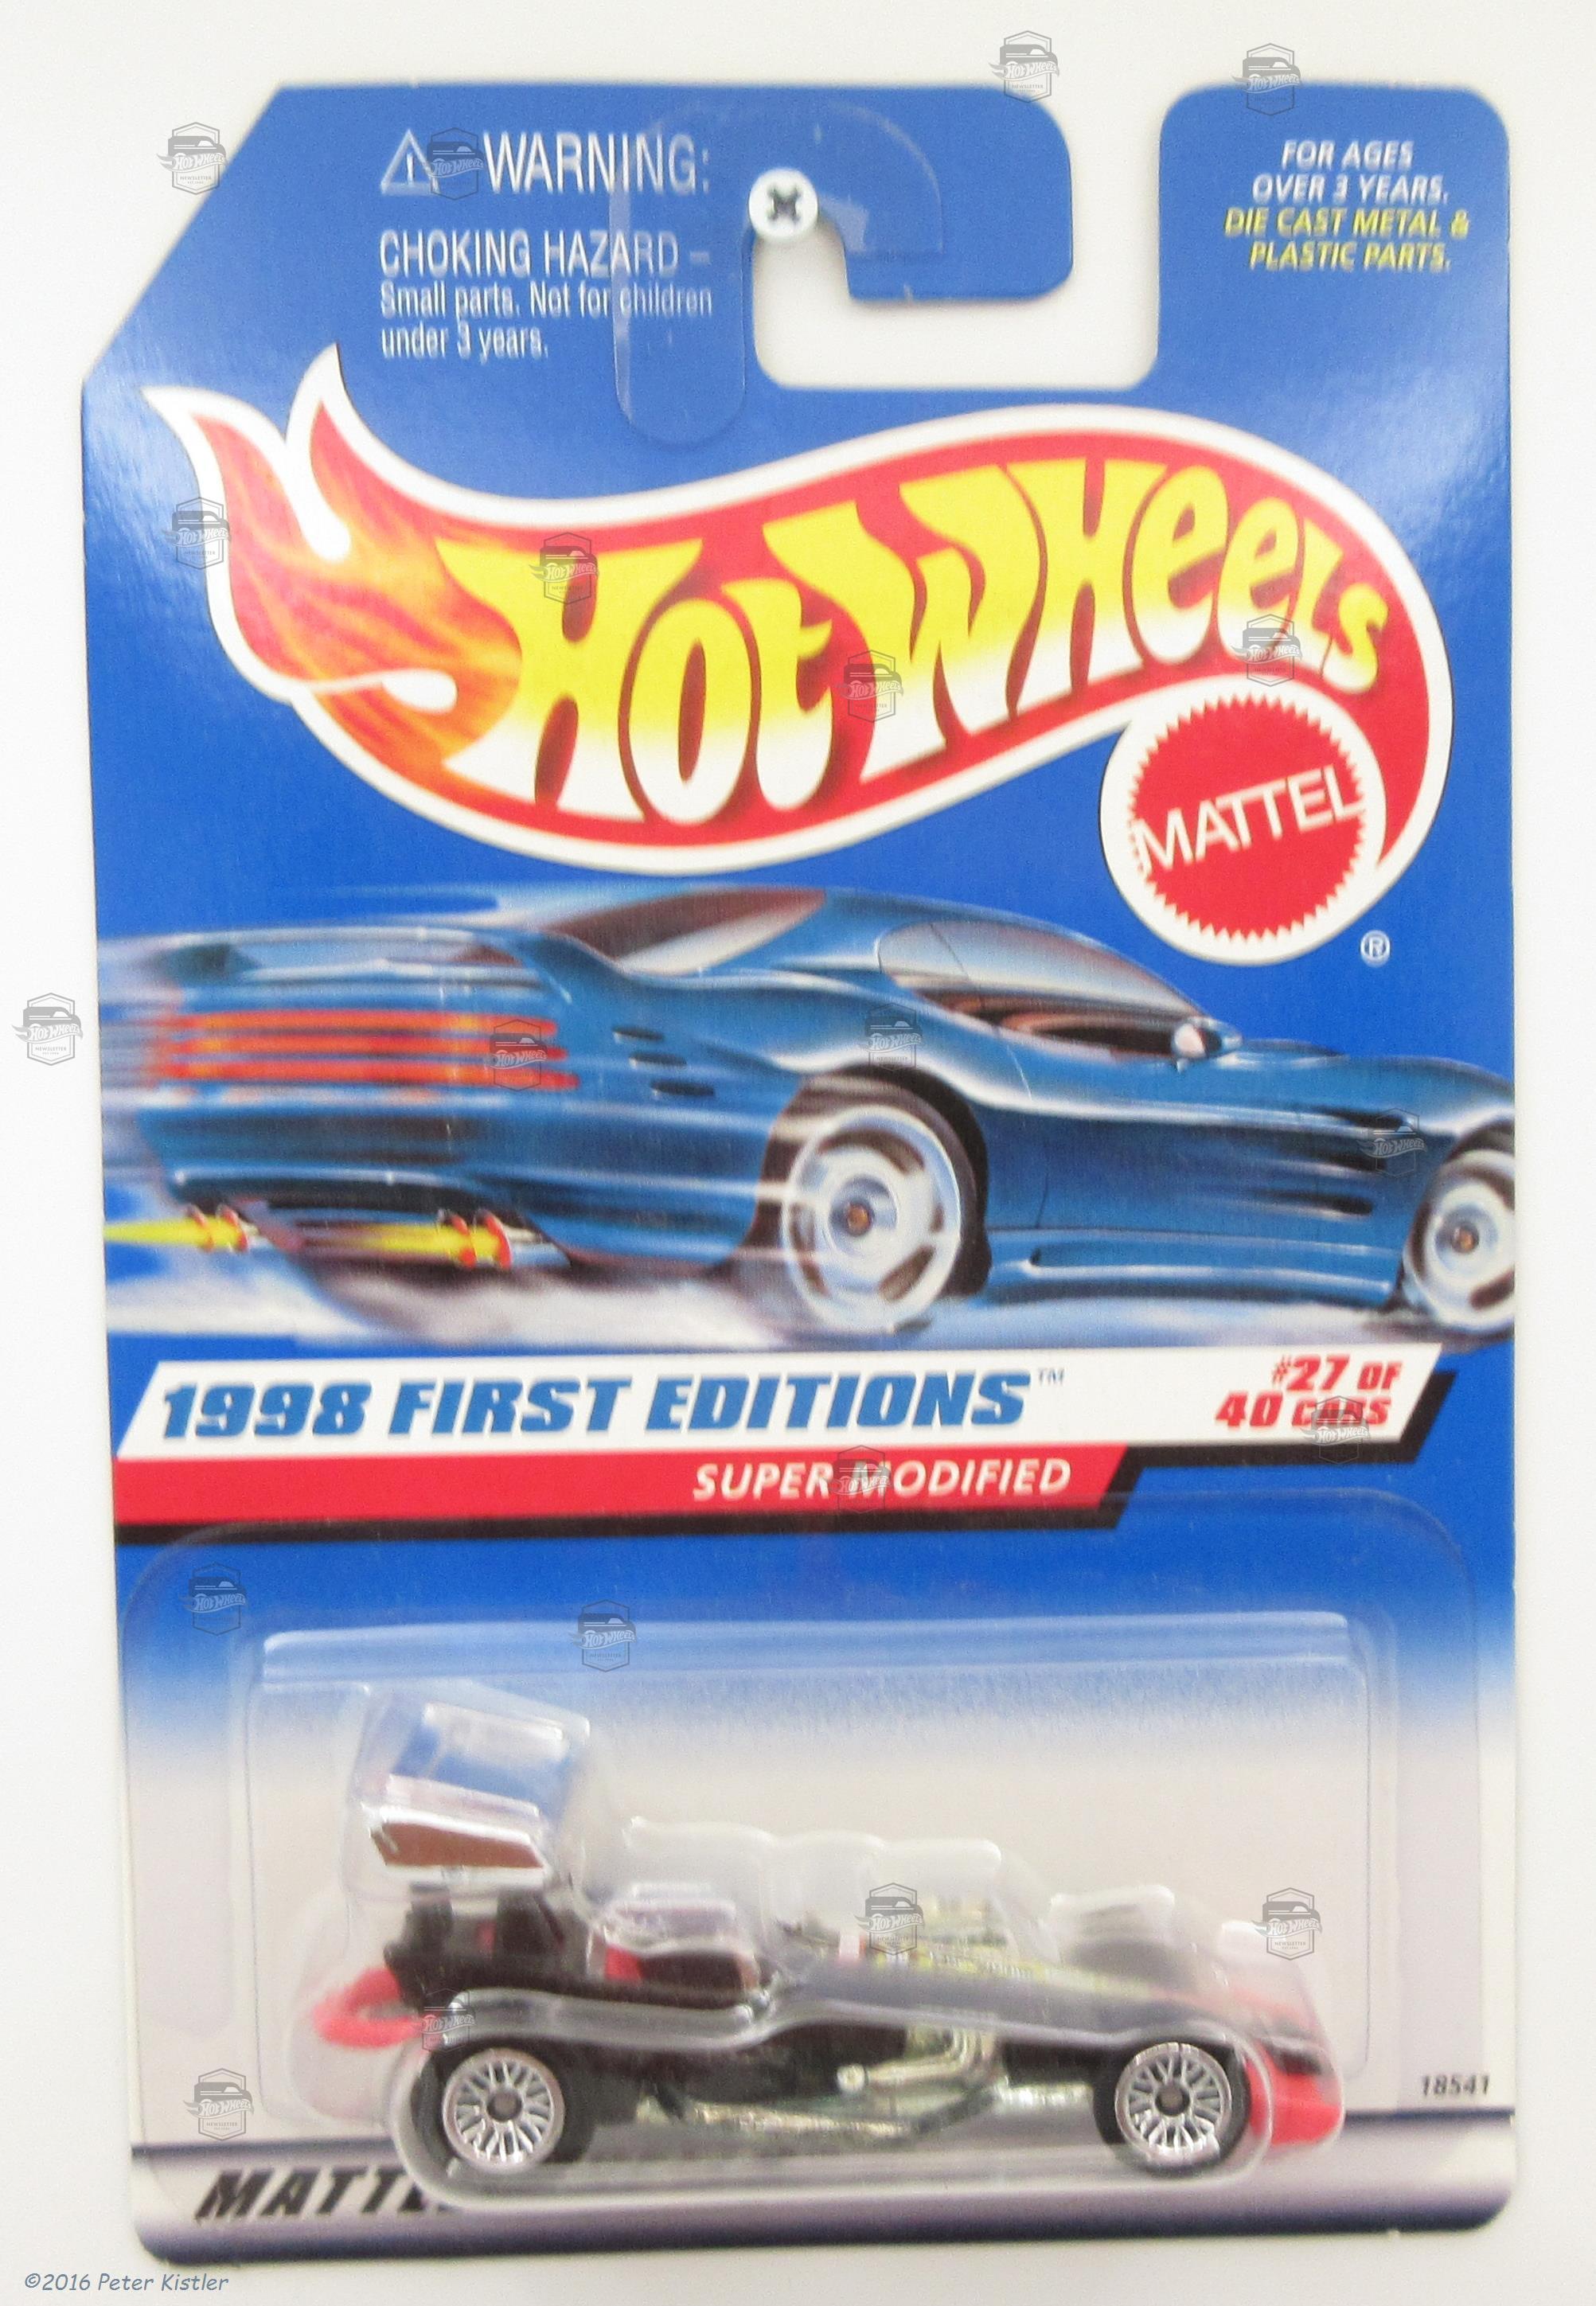 ⚠ WARNING:
CHOKING HAZARD –
Small parts. Not for children
under 3 years.
FOR AGES
OVER 3 YEARS.
DIE CAST METAL &
PLASTIC PARTS.
HOT WHEELS
MATTEL
®
1998 FIRST EDITIONS™
#27 OF
40 CARS
SUPER MODIFIED
18541
MATTEL
©2016 Peter Kistler